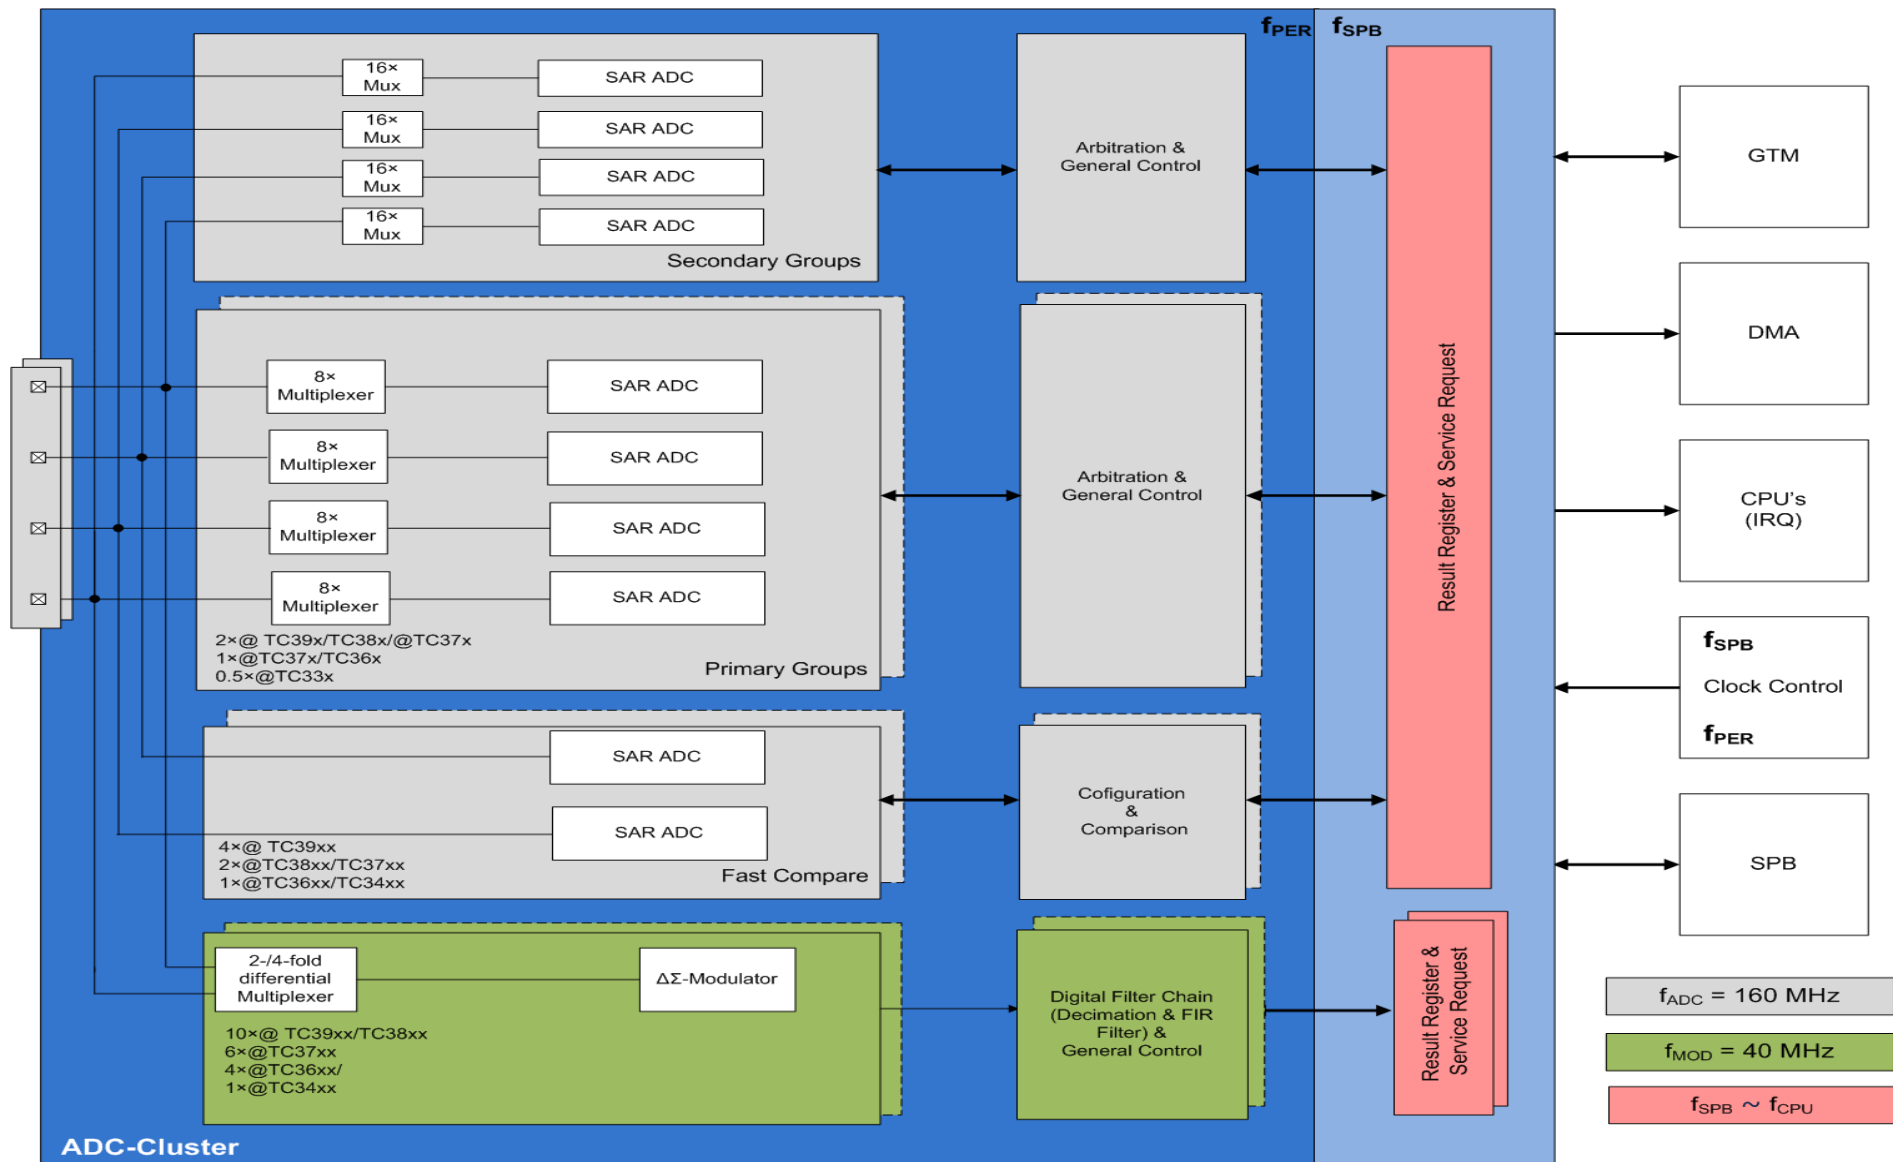 fPER fSPB
16×
Mux
SAR ADC
16×
Mux
SAR ADC
16×
Mux
SAR ADC
16×
Mux
SAR ADC
Secondary Groups
Arbitration &
General Control
8×
Multiplexer
SAR ADC
8×
Multiplexer
SAR ADC
8×
Multiplexer
SAR ADC
8×
Multiplexer
SAR ADC
2×@ TC39x/TC38x/@TC37x
1×@TC37x/TC36x
0.5×@TC33x
Primary Groups
Arbitration &
General Control
SAR ADC
SAR ADC
4×@ TC39xx
2×@TC38xx/TC37xx
1×@TC36xx/TC34xx
Fast Compare
Cofiguration
&
Comparison
2-/4-fold
differential
Multiplexer
ΔΣ-Modulator
10×@ TC39xx/TC38xx
6×@TC37xx
4×@TC36xx/
1×@TC34xx
Digital Filter Chain
(Decimation & FIR
Filter) &
General Control
Result Register & Service Request
Result Register &
Service Request
ADC-Cluster
GTM
DMA
CPU's
(IRQ)
fSPB
Clock Control
fPER
SPB
fADC = 160 MHz
fMOD = 40 MHz
fSPB ~ fCPU